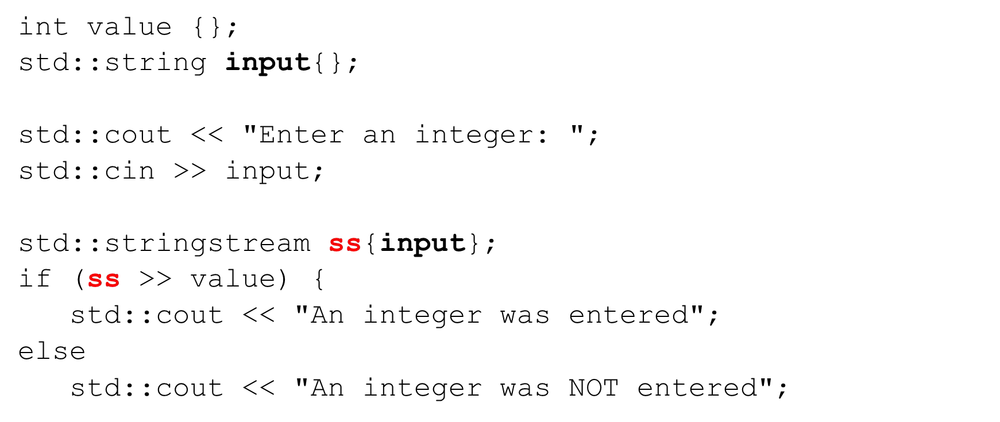 int value {};
std::string input{};
std::cout << "Enter an integer: ";
std::cin >> input;
std::stringstream ss{input};
if (ss >> value) {
   std::cout << "An integer was entered";
else
   std::cout << "An integer was NOT entered";